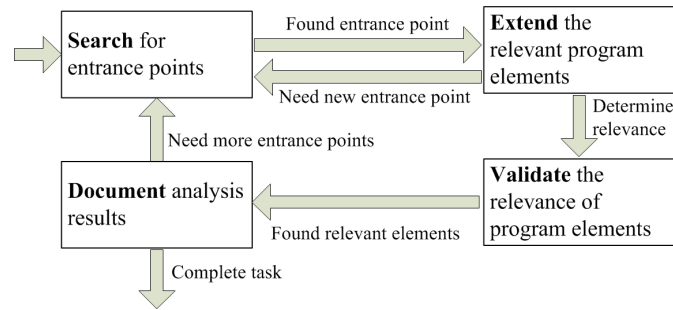 Search for
entrance points
Found entrance point
Extend the
relevant program
elements
Need new entrance point
Determine
relevance
Need more entrance points
Document analysis
results
Validate the
relevance of
program elements
Found relevant elements
Complete task